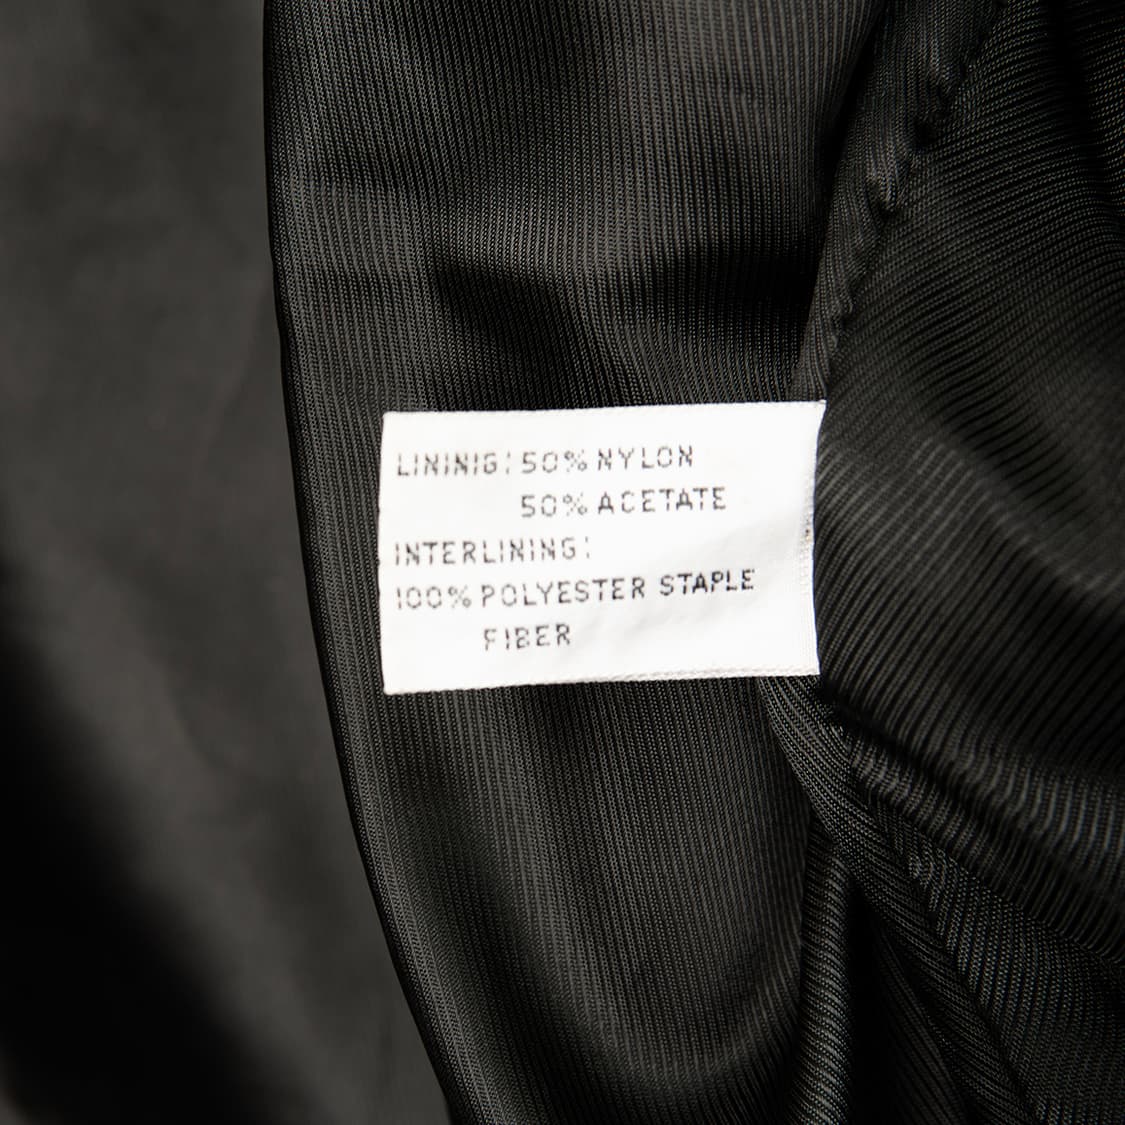 LININIG: 50% NYLON
50% ACETATE
INTERLINING:
100% POLYESTER STAPLE
FIBER